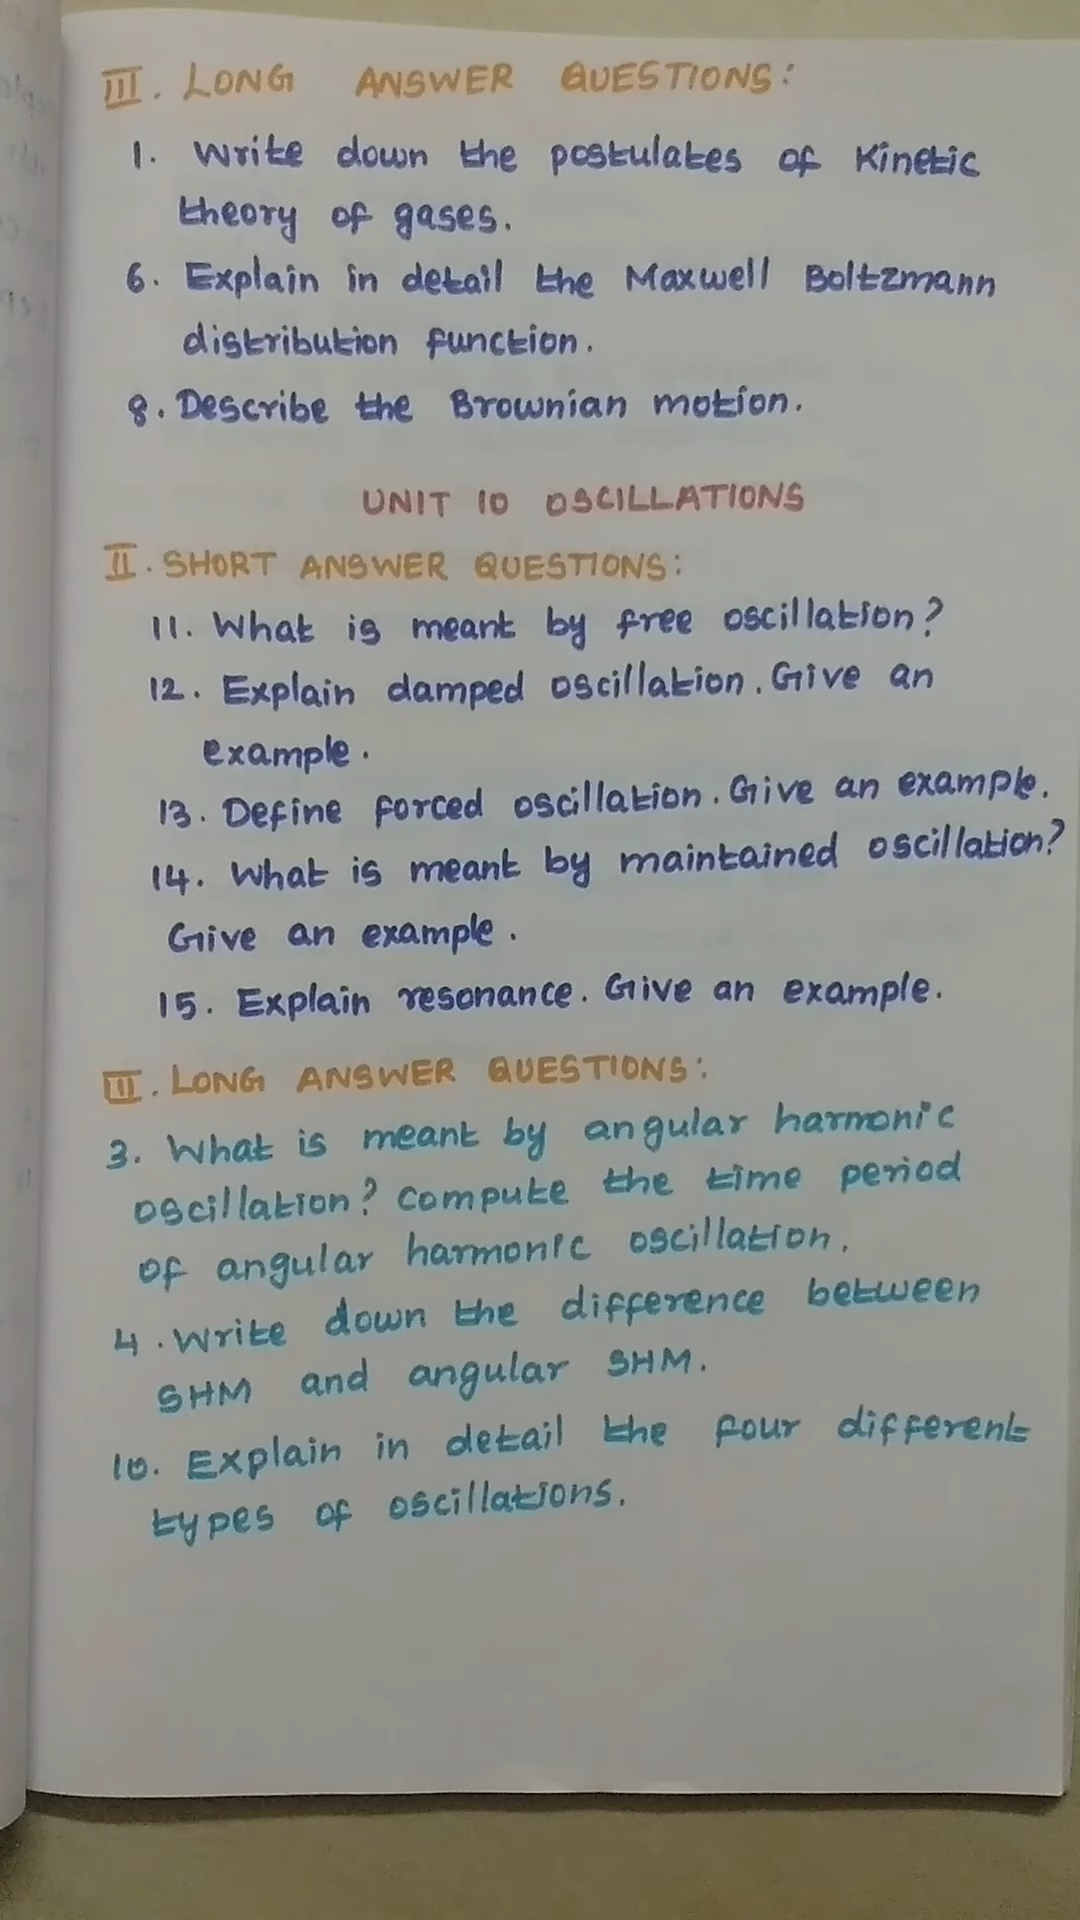 III. LONG ANSWER QUESTIONS:
1. Write down the postulates of Kinetic
theory of gases.
6. Explain in detail the Maxwell Boltzmann
distribution function.
8. Describe the Brownian motion.
UNIT 10 OSCILLATIONS
II. SHORT ANSWER QUESTIONS:
11. What is meant by free oscillation?
12. Explain damped oscillation. Give an
example.
13. Define forced oscillation. Give an example.
14. What is meant by maintained oscillation?
Give an example.
15. Explain resonance. Give an example.
III. LONG ANSWER QUESTIONS:
3. What is meant by angular harmonic
oscillation? Compute the time period
of angular harmonic oscillation.
4. Write down the difference between
SHM and angular SHM.
10. Explain in detail the four different
types of oscillations.